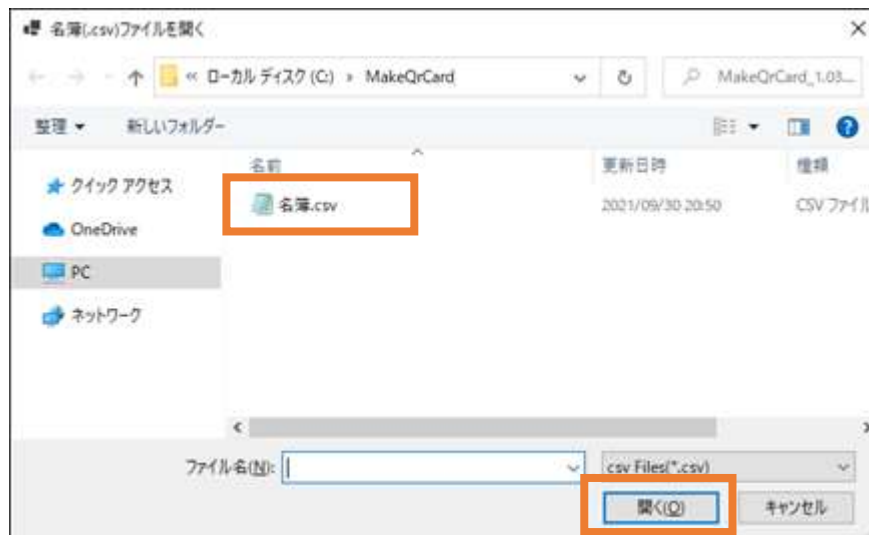 名簿(.csv)ファイルを開く
« ローカル ディスク (C:) › MakeQrCard
MakeQrCard_1.03...
整理 新しいフォルダー
名前 更新日時 種類
クイック アクセス
名簿.csv 2021/09/30 20:50 CSV ファイル
OneDrive
PC
ネットワーク
ファイル名(N): csv Files(*.csv)
開く(O) キャンセル